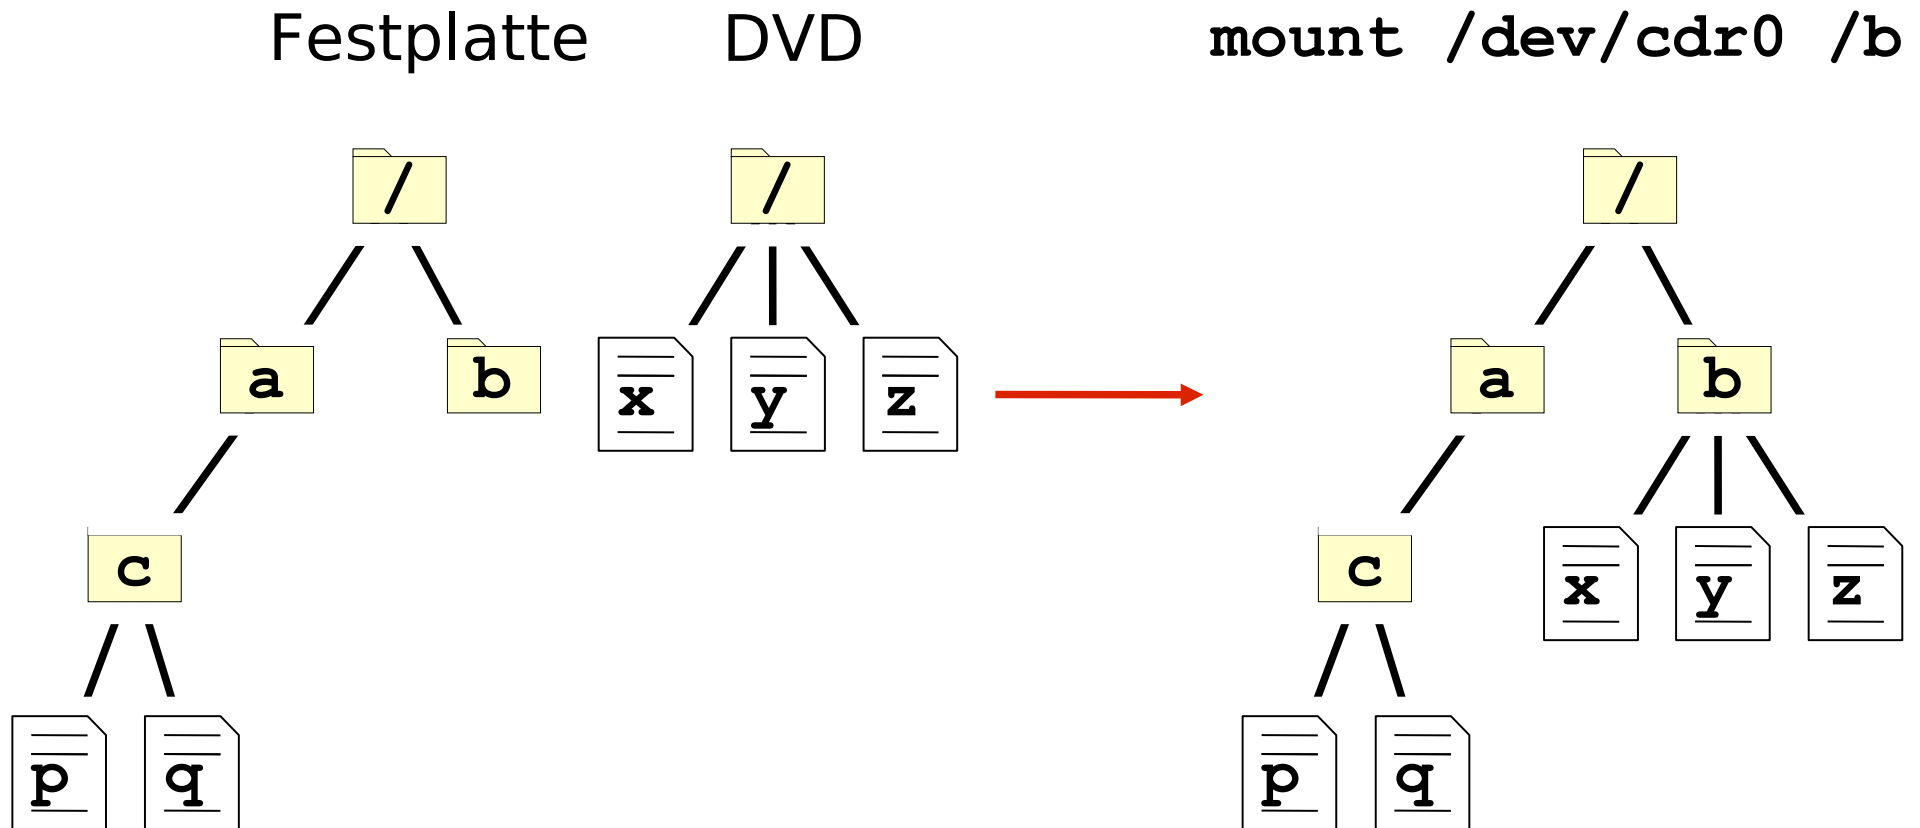 Festplatte DVD mount /dev/cdr0 /b
/ / /
a b x y z a b
c c x y z
p q p q